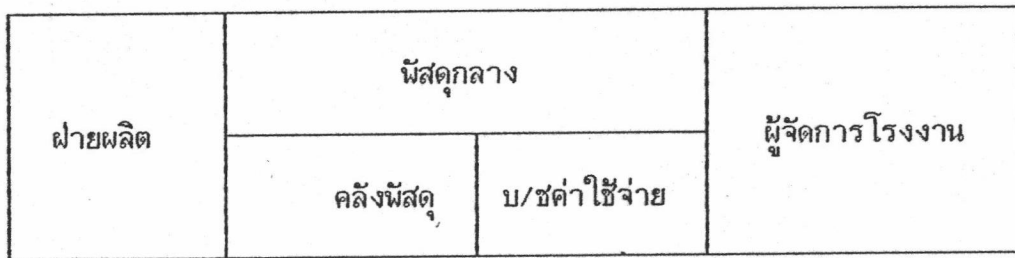 ฝ่ายผลิต
พัสดุกลาง
คลังพัสดุ
บ/ชค่าใช้จ่าย
ผู้จัดการโรงงาน